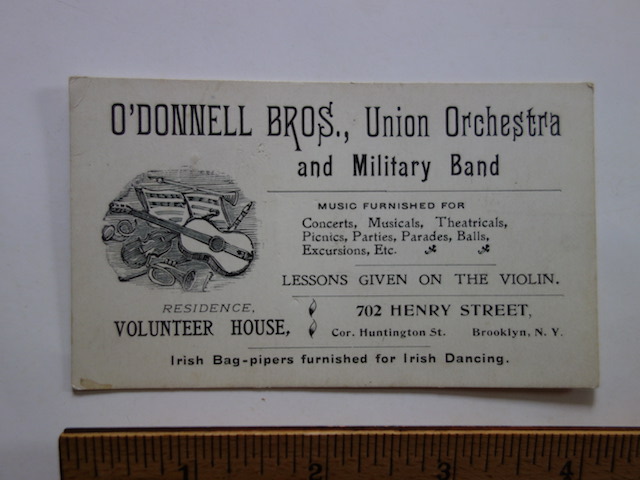 O'DONNELL BROS., Union Orchestra
and Military Band
MUSIC FURNISHED FOR
Concerts, Musicals, Theatricals,
Picnics, Parties, Parades, Balls,
Excursions, Etc.
LESSONS GIVEN ON THE VIOLIN.
RESIDENCE,
VOLUNTEER HOUSE,
702 HENRY STREET,
Cor. Huntington St. Brooklyn, N. Y.
Irish Bag-pipers furnished for Irish Dancing.
1 2 3 4